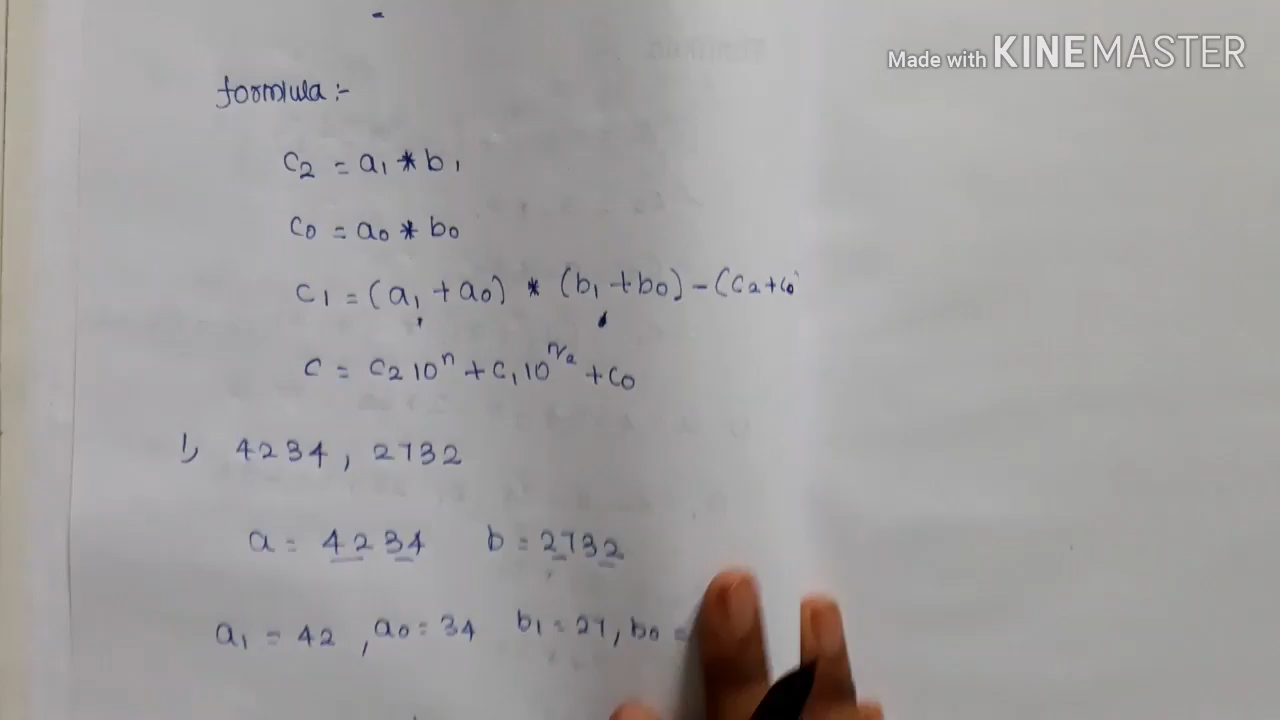 Made with KINEMASTER
formula :-
c2 = a1 * b1
c0 = a0 * b0
c1 = (a1 + a0) * (b1 + b0) - (c2 + c0)
c = c2 10^n + c1 10^n/2 + c0
1, 4234, 2732
a = 4234 b = 2732
a1 = 42, a0 = 34 b1 = 27, b0 =